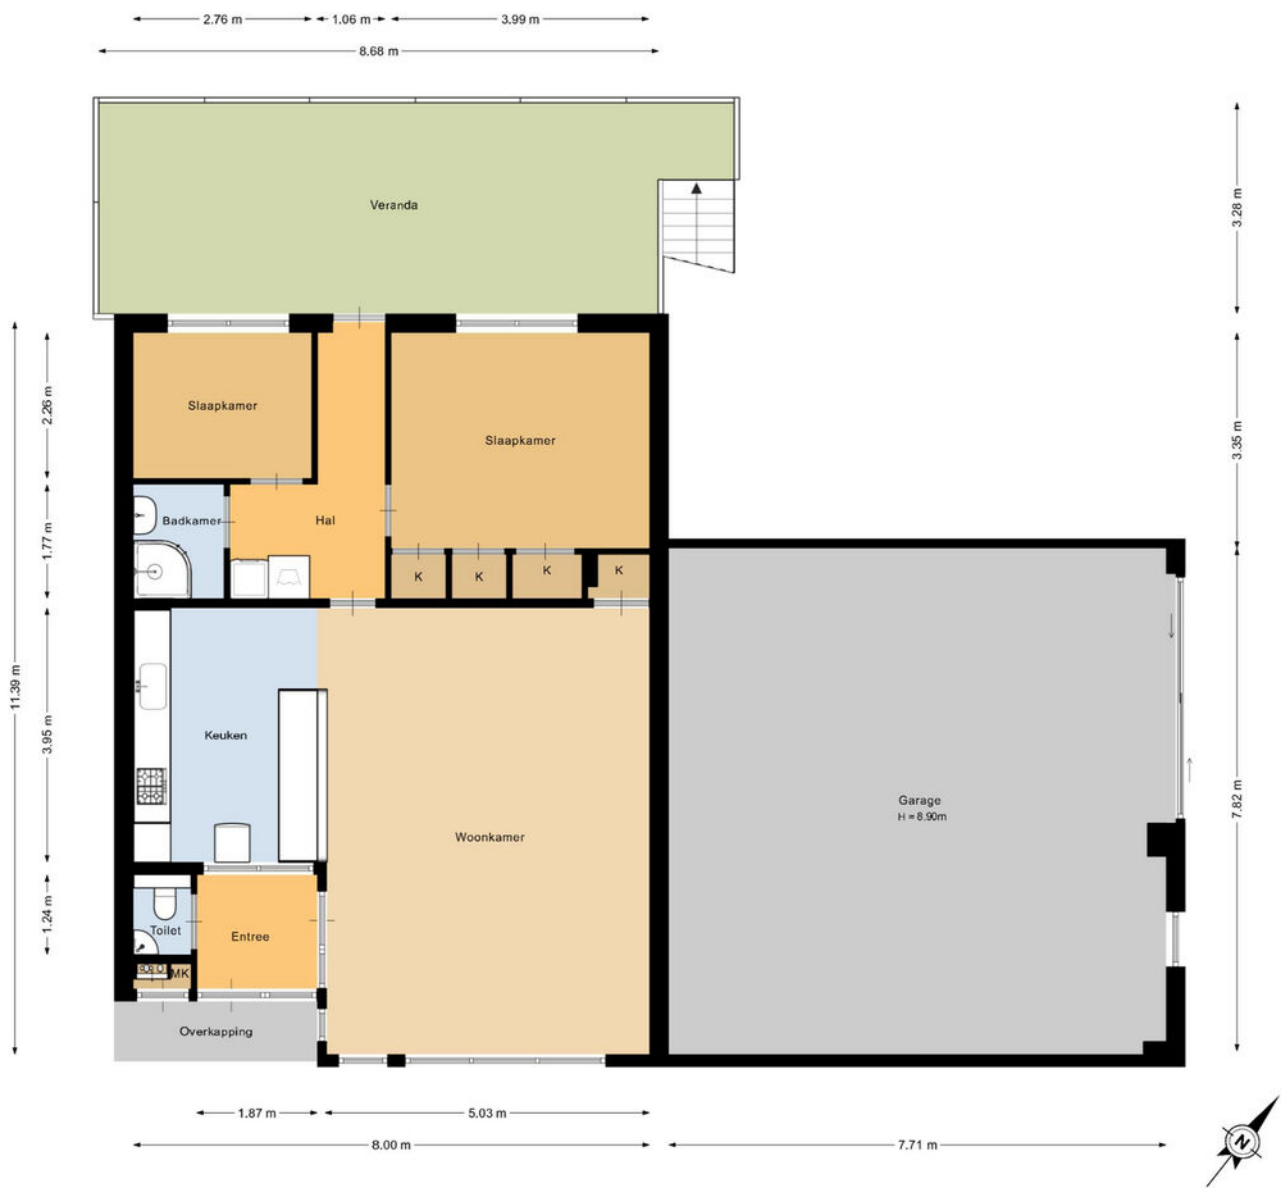 2.76 m
1.06 m
3.99 m
8.68 m
Veranda
3.28 m
Slaapkamer
Slaapkamer
2.26 m
3.35 m
Badkamer
Hal
1.77 m
K
K
K
K
11.39 m
3.95 m
Keuken
Woonkamer
Garage
H = 8.90m
7.82 m
1.24 m
Toilet
Entree
MK
Overkapping
1.87 m
5.03 m
8.00 m
7.71 m
N